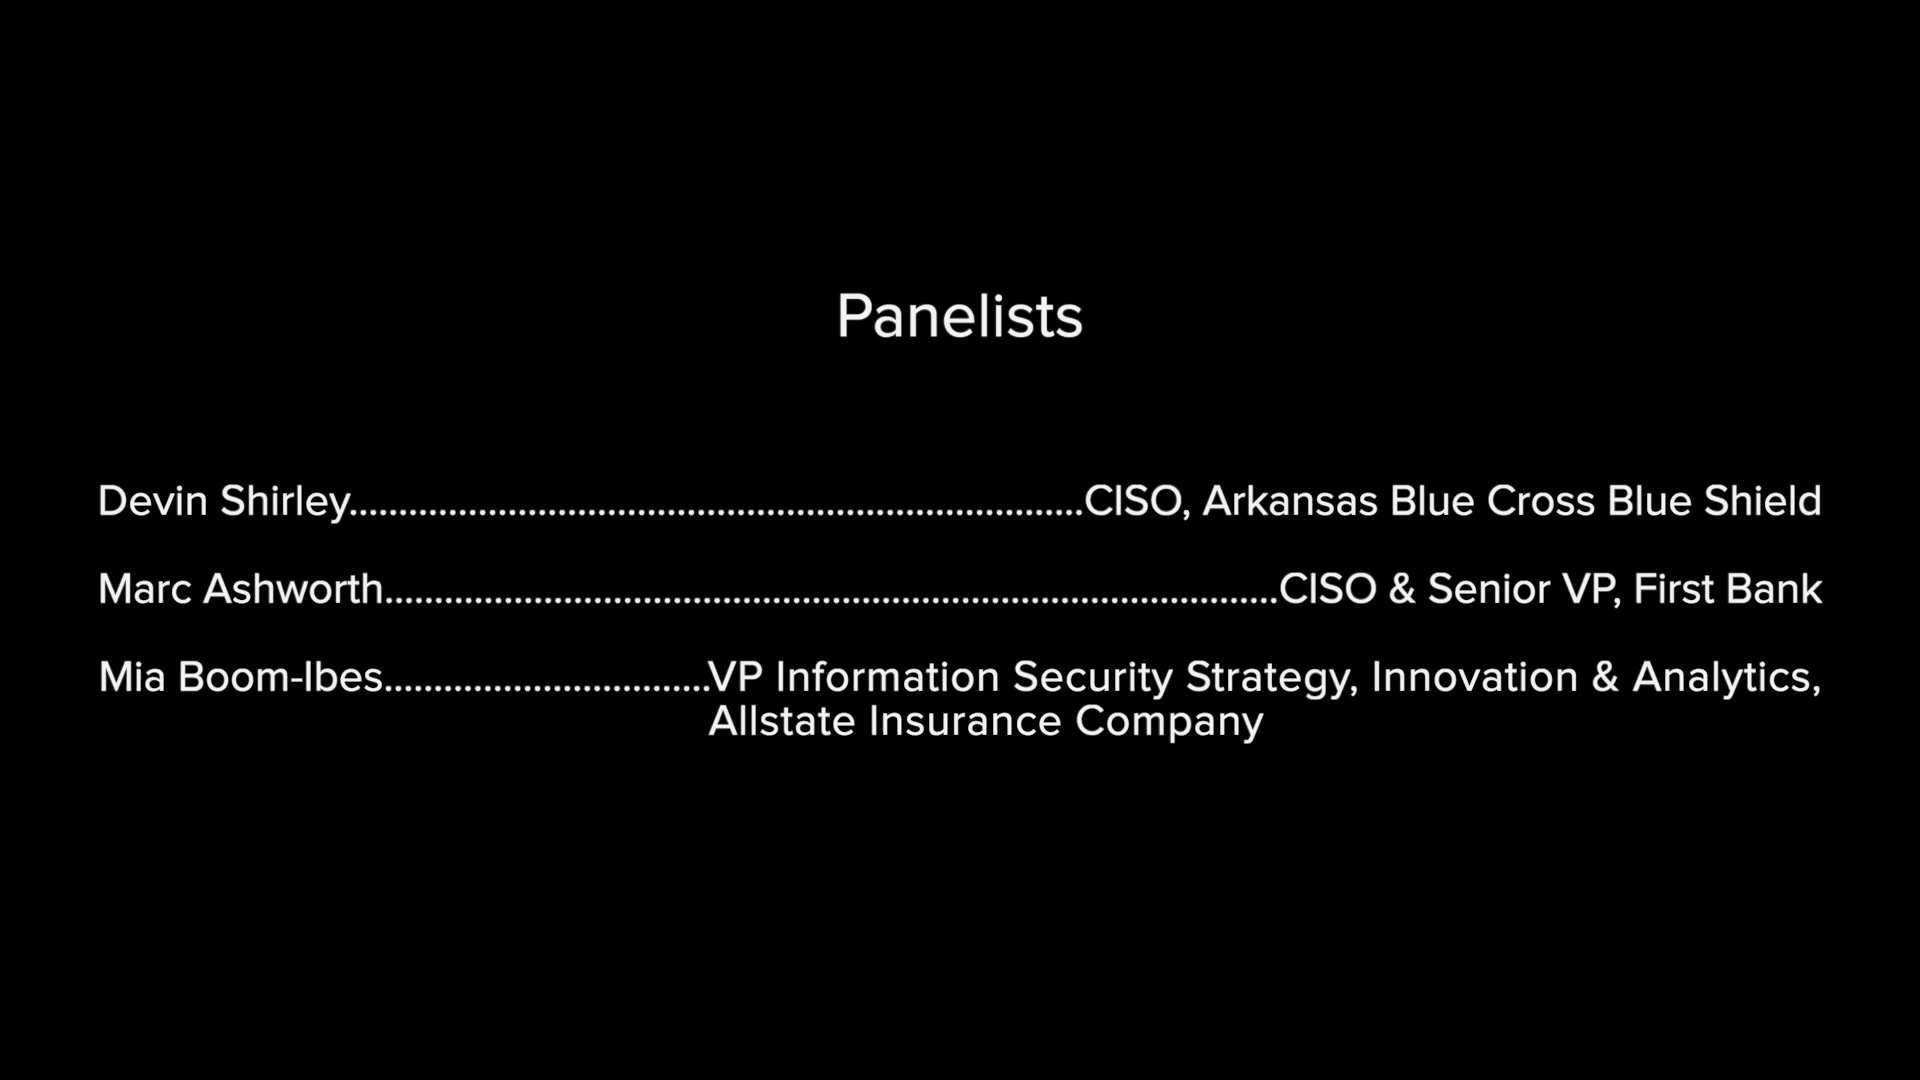 Panelists
Devin Shirley..........................................................................CISO, Arkansas Blue Cross Blue Shield
Marc Ashworth..........................................................................................CISO & Senior VP, First Bank
Mia Boom-Ibes................................VP Information Security Strategy, Innovation & Analytics,
Allstate Insurance Company